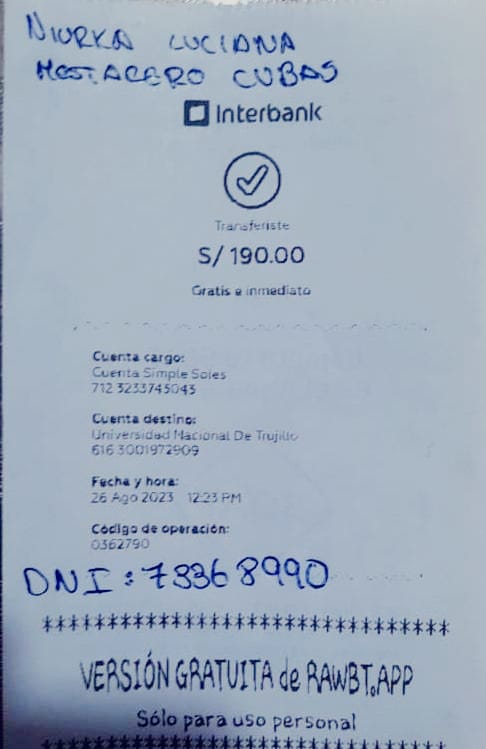 NIURKA LUCIANA
MOSTACERO CUBAS
Interbank
Transferiste
S/ 190.00
Gratis e inmediato
Cuenta cargo:
Cuenta Simple Soles
712 3233745043
Cuenta destino:
Universidad Nacional De Trujillo
616 3001972909
Fecha y hora:
26 Ago 2023 12:23 PM
Código de operación:
0362790
DNI : 73368990
********************************
VERSIÓN GRATUITA de RAWBT.APP
Sólo para uso personal
********************************